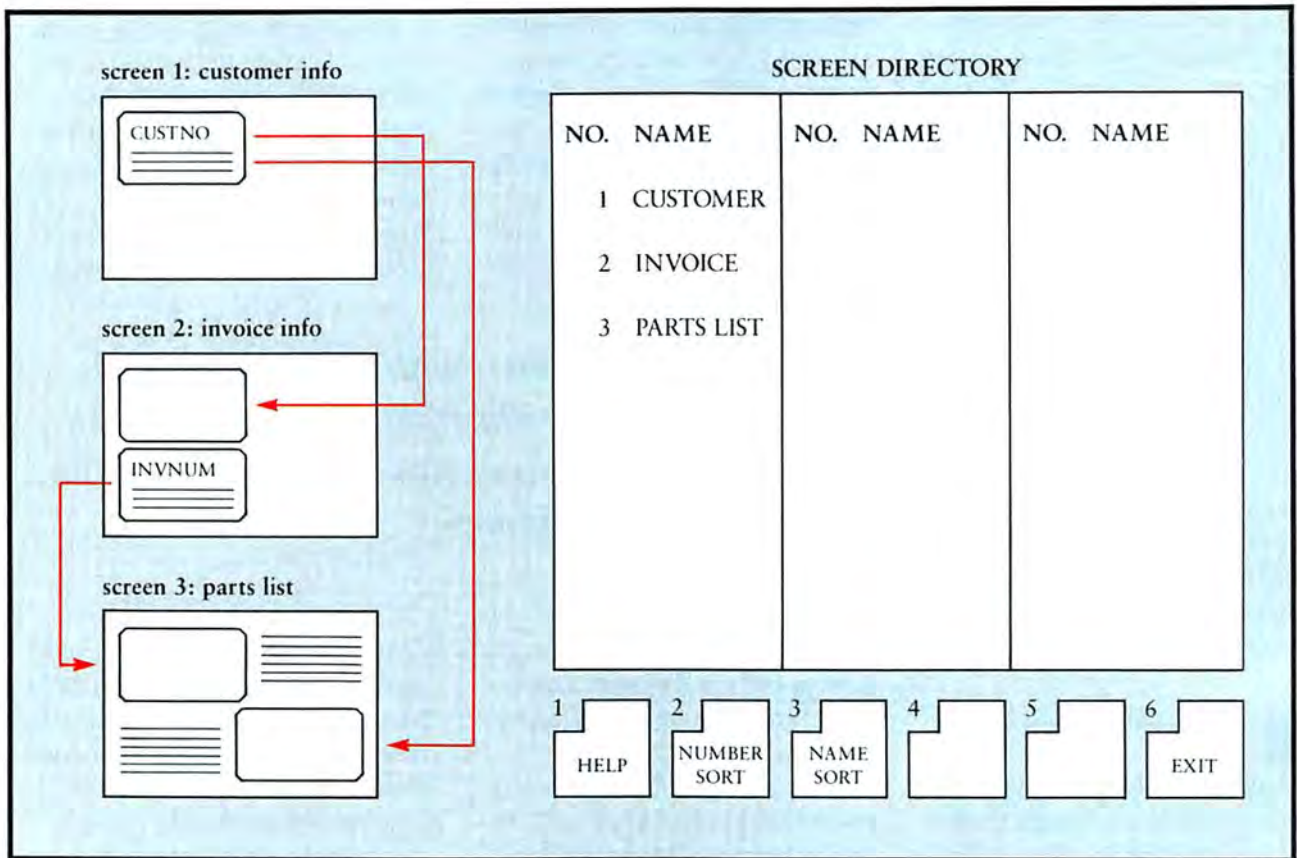 screen 1: customer info
CUSTNO
screen 2: invoice info
INVNUM
screen 3: parts list
SCREEN DIRECTORY
NO. NAME NO. NAME NO. NAME
1 CUSTOMER
2 INVOICE
3 PARTS LIST
1 2 3 4 5 6
HELP NUMBER SORT NAME SORT EXIT